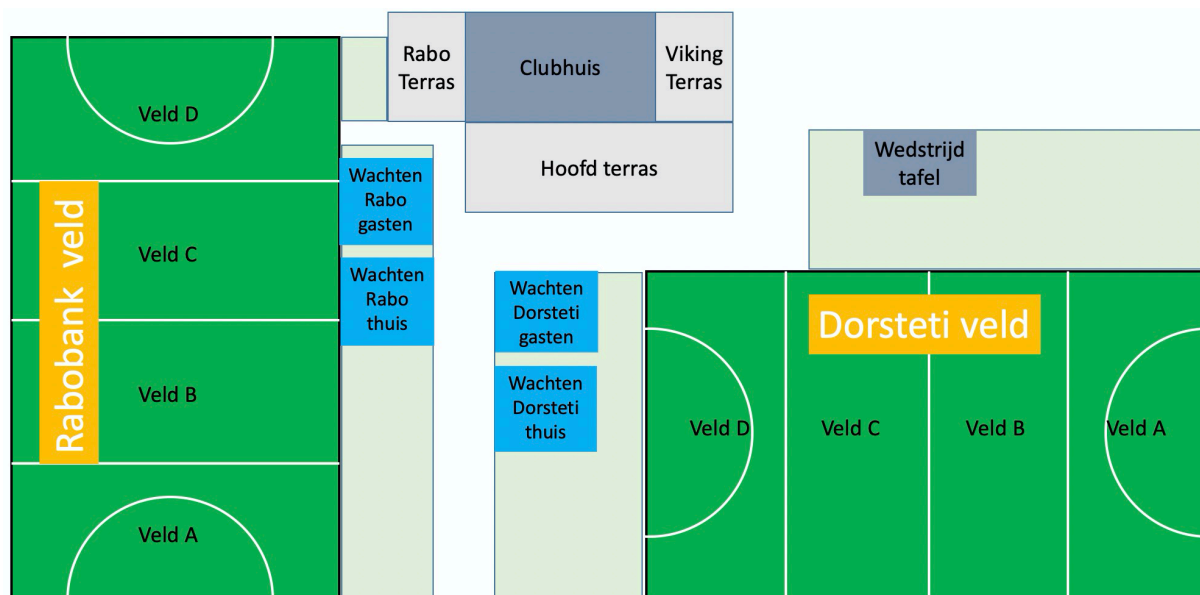 Veld D
Veld C
Veld B
Veld A
Rabobank veld
Rabo
Terras
Clubhuis
Viking
Terras
Hoofd terras
Wachten
Rabo
gasten
Wachten
Rabo
thuis
Wachten
Dorsteti
gasten
Wachten
Dorsteti
thuis
Wedstrijd
tafel
Dorsteti veld
Veld D
Veld C
Veld B
Veld A